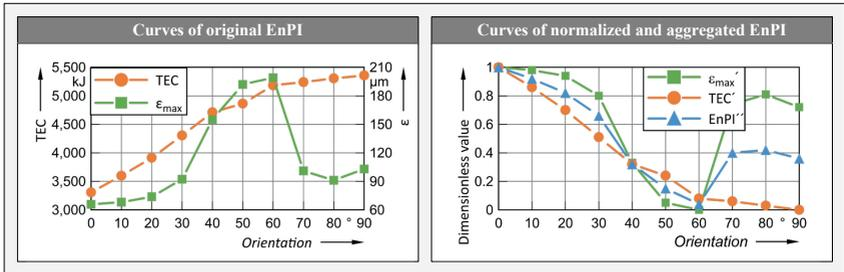 Curves of original EnPI
5,500
kJ
5,000
4,500
4,000
3,500
3,000
TEC
TEC
εmax
210
µm
180
150
120
90
60
ε
0 10 20 30 40 50 60 70 80 ° 90
Orientation
Curves of normalized and aggregated EnPI
1
0.8
0.6
0.4
0.2
0
Dimensionless value
εmax´
TEC´
EnPI´´
0 10 20 30 40 50 60 70 80 ° 90
Orientation